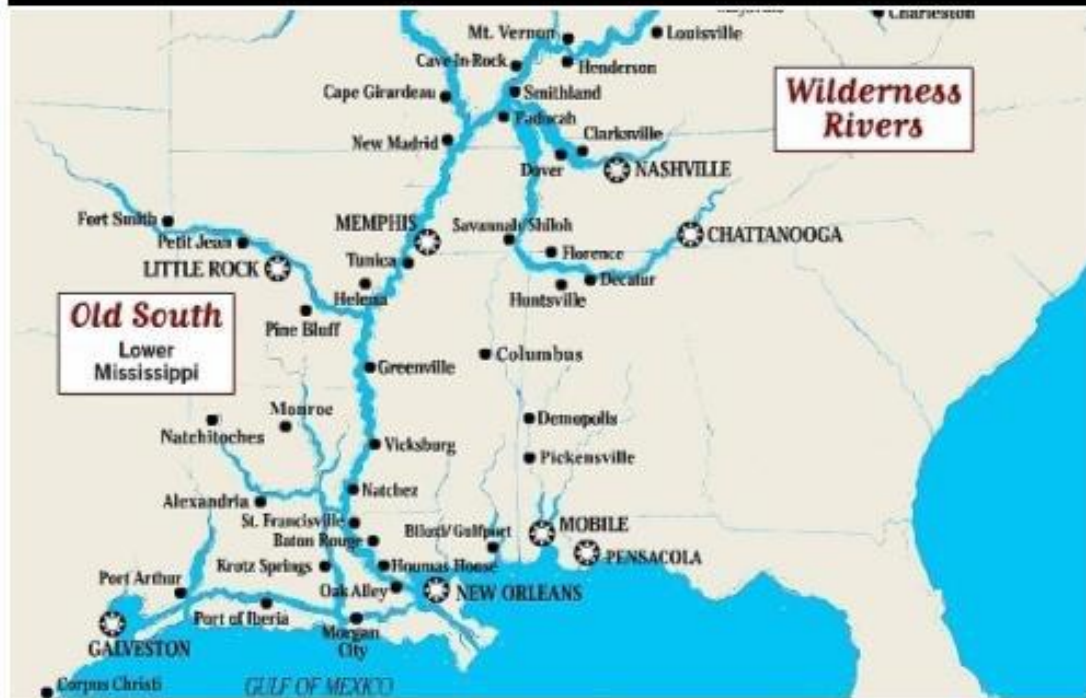 Charleston
Mt. Vernon
Louisville
Cave-In-Rock
Henderson
Cape Girardeau
Smithland
Wilderness
Rivers
Paducah
New Madrid
Clarksville
Dover
NASHVILLE
Fort Smith
MEMPHIS
Savannah/Shiloh
CHATTANOOGA
Petit Jean
Florence
LITTLE ROCK
Tunica
Decatur
Helena
Huntsville
Old South
Lower
Mississippi
Pine Bluff
Columbus
Greenville
Monroe
Natchitoches
Demopolis
Vicksburg
Pickensville
Natchez
Alexandria
St. Francisville
Biloxi/Gulfport
MOBILE
Baton Rouge
PENSACOLA
Krotz Springs
Houmas House
Port Arthur
Oak Alley
NEW ORLEANS
Port of Iberia
Morgan
City
GALVESTON
Corpus Christi
GULF OF MEXICO